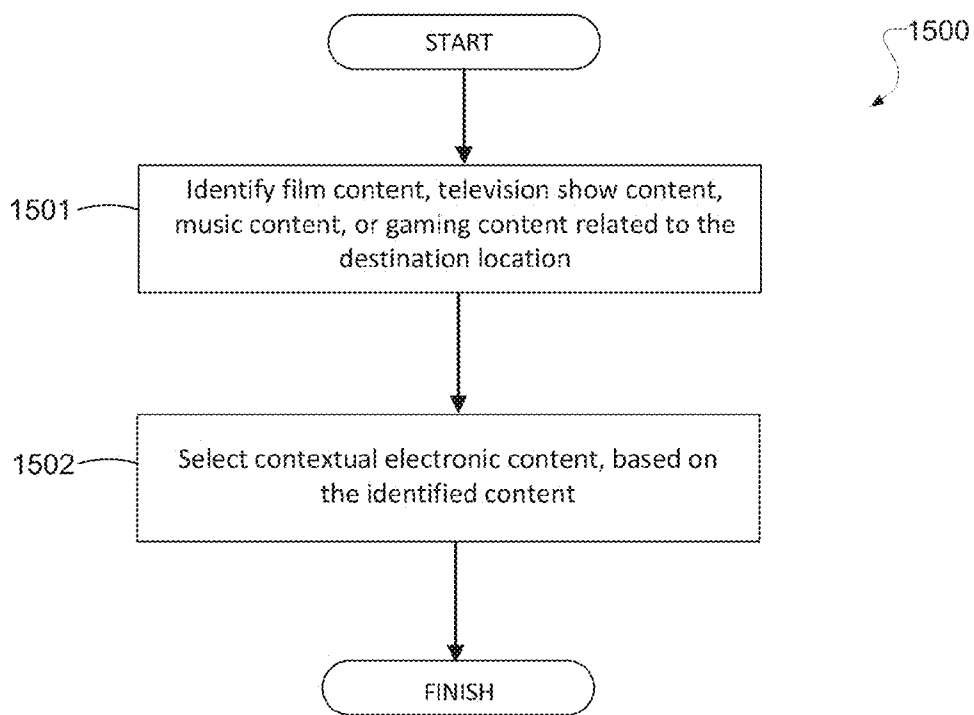 START
1500
1501
Identify film content, television show content,
music content, or gaming content related to the
destination location
1502
Select contextual electronic content, based on
the identified content
FINISH